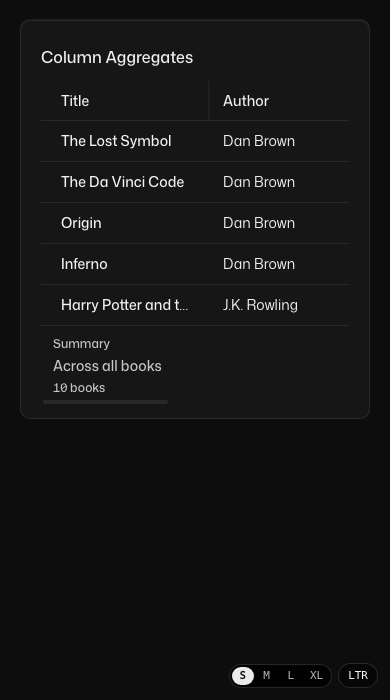 Column Aggregates
Title Author
The Lost Symbol Dan Brown
The Da Vinci Code Dan Brown
Origin Dan Brown
Inferno Dan Brown
Harry Potter and t... J.K. Rowling
Summary
Across all books
10 books
S M L XL LTR